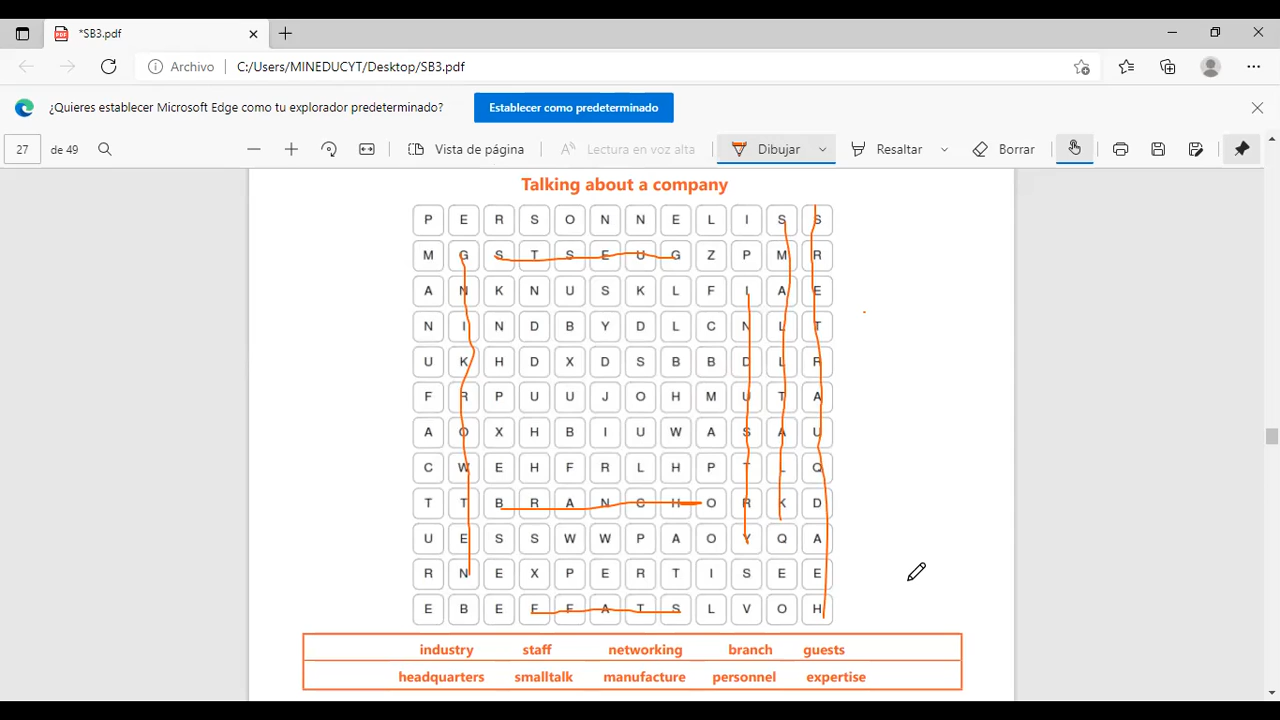 *SB3.pdf
Archivo C:/Users/MINEDUCYT/Desktop/SB3.pdf
¿Quieres establecer Microsoft Edge como tu explorador predeterminado? Establecer como predeterminado
27 de 49 Vista de página Lectura en voz alta Dibujar Resaltar Borrar
Talking about a company
P E R S O N N E L I S S
M G S T S E U G Z P M R
A N K N U S K L F I A E
N I N D B Y D L C N L T
U K H D X D S B B D L R
F R P U U J O H M U T A
A O X H B I U W A S A U
C W E H F R L H P T L Q
T T B R A N C H O R K D
U E S S W W P A O Y Q A
R N E X P E R T I S E E
E B E F F A T S L V O H
industry staff networking branch guests
headquarters smalltalk manufacture personnel expertise